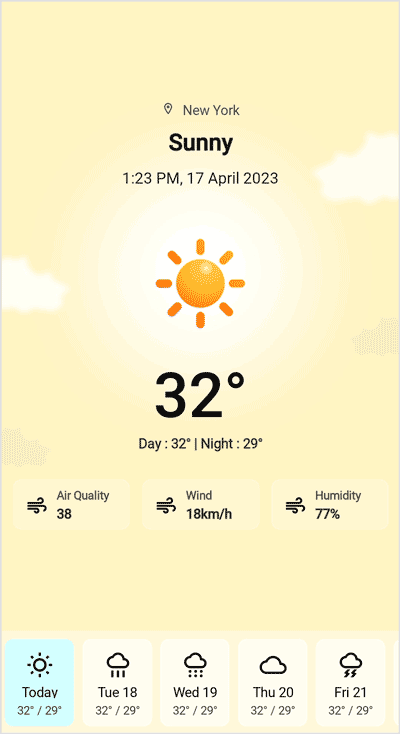 New York
Sunny
1:23 PM, 17 April 2023
32°
Day : 32° | Night : 29°
Air Quality
38
Wind
18km/h
Humidity
77%
Today
32° / 29°
Tue 18
32° / 29°
Wed 19
32° / 29°
Thu 20
32° / 29°
Fri 21
32° / 29°